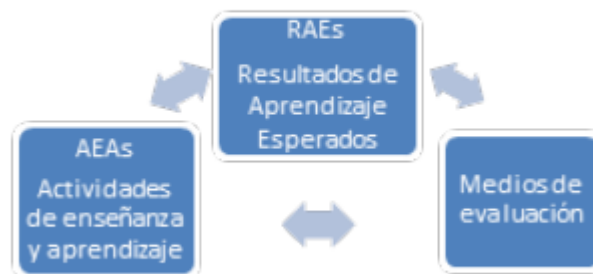 RAEs
Resultados de
Aprendizaje
Esperados
AEAs
Actividades
de enseñanza
y aprendizaje
Medios de
evaluación